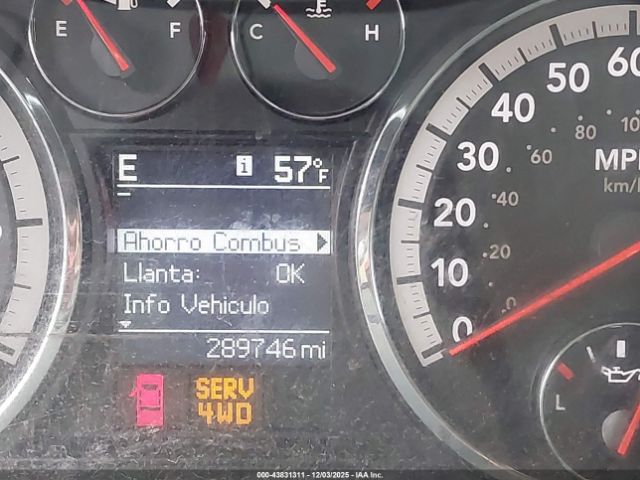 E F
C H
E i 57°F
Ahorro Combus
Llanta: OK
Info Vehiculo
289746 mi
SERV
4WD
0 10 20 30 40 50 60
0 20 40 60 80
MPH
km/h
L
000-43831311 - 12/03/2025 - IAA Inc.